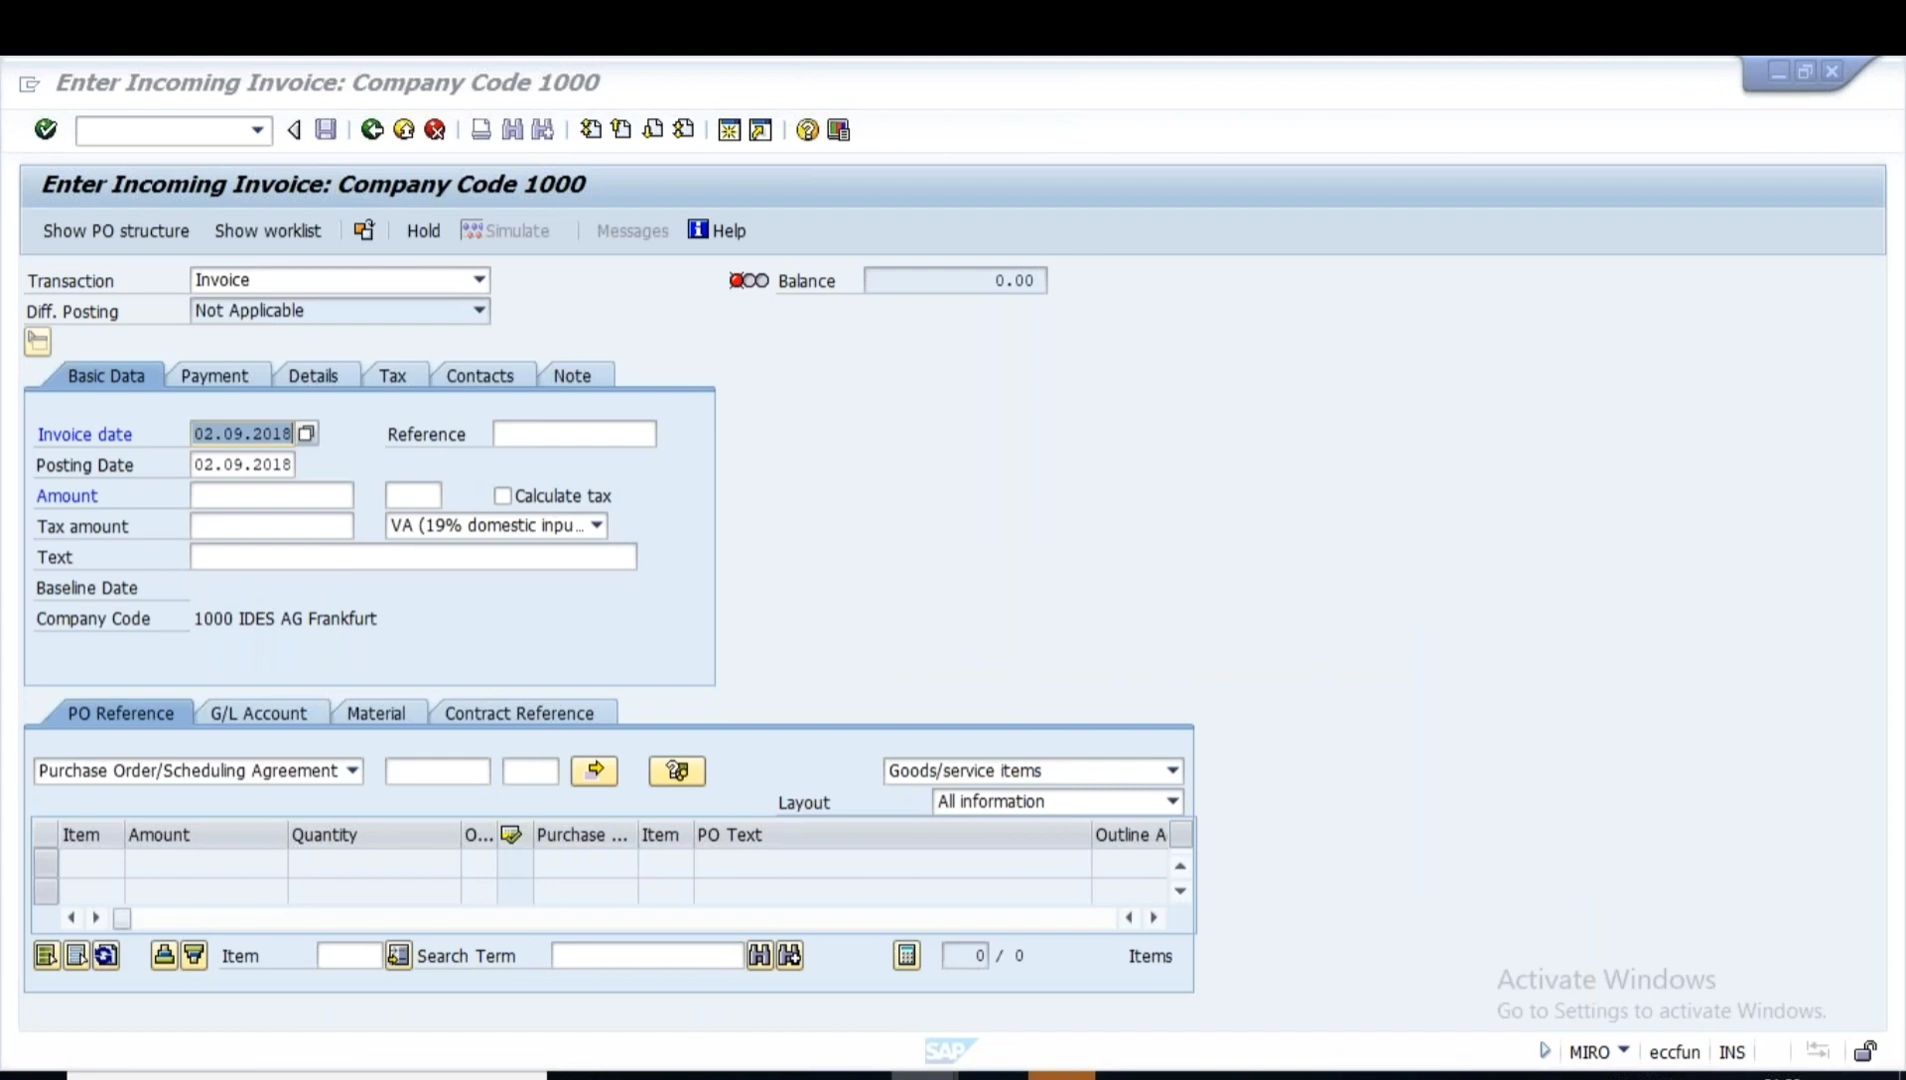 Enter Incoming Invoice: Company Code 1000
Enter Incoming Invoice: Company Code 1000
Show PO structure Show worklist Hold Simulate Messages Help
Transaction Invoice Balance 0.00
Diff. Posting Not Applicable
Basic Data Payment Details Tax Contacts Note
Invoice date 02.09.2018 Reference
Posting Date 02.09.2018
Amount Calculate tax
Tax amount VA (19% domestic inpu...
Text
Baseline Date
Company Code 1000 IDES AG Frankfurt
PO Reference G/L Account Material Contract Reference
Purchase Order/Scheduling Agreement Goods/service items
Layout All information
Item Amount Quantity O... Purchase ... Item PO Text Outline A
Item Search Term 0 / 0 Items
Activate Windows
Go to Settings to activate Windows.
SAP MIRO eccfun INS